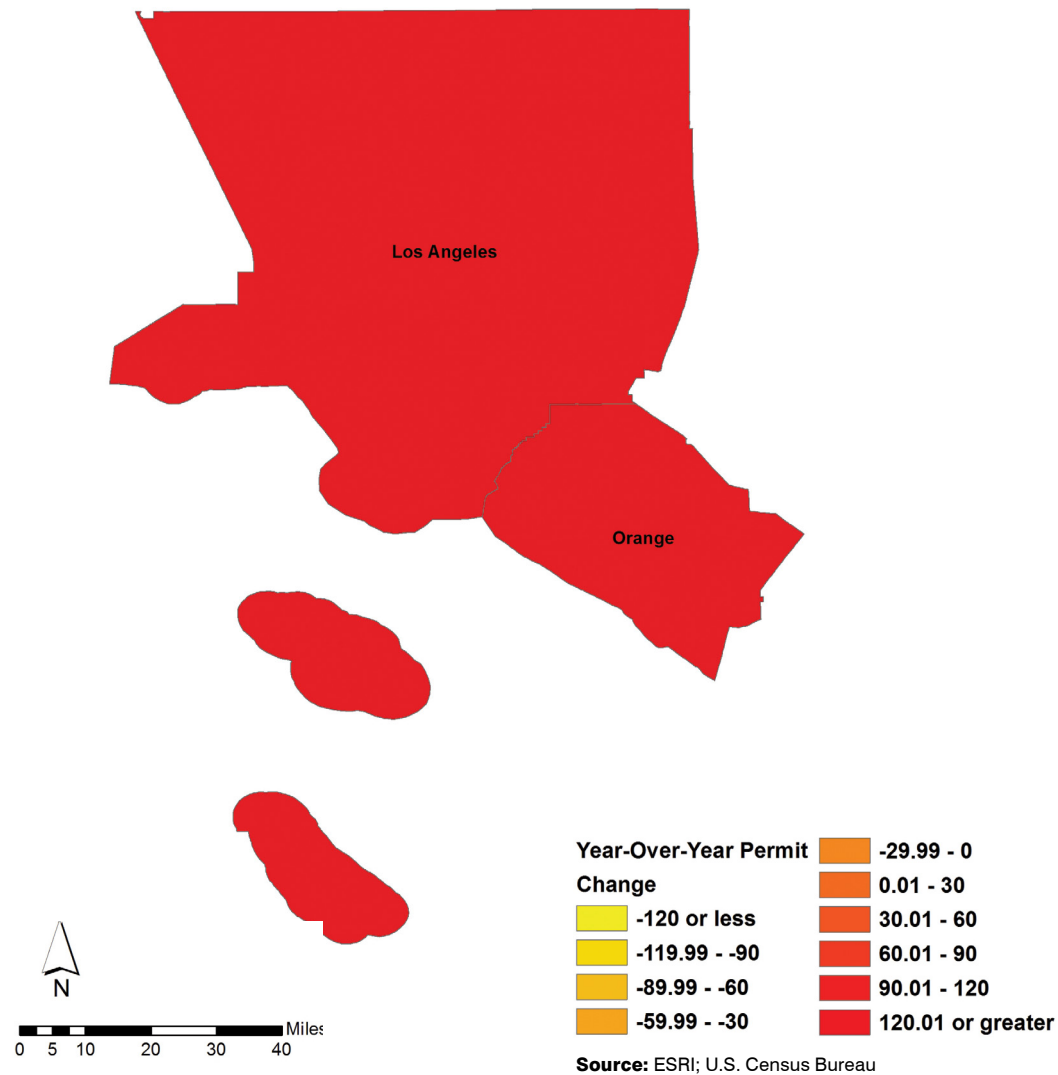 Los Angeles
Orange
Year-Over-Year Permit
Change
-120 or less
-119.99 - -90
-89.99 - -60
-59.99 - -30
-29.99 - 0
0.01 - 30
30.01 - 60
60.01 - 90
90.01 - 120
120.01 or greater
N
Miles
0 5 10 20 30 40
Source: ESRI; U.S. Census Bureau